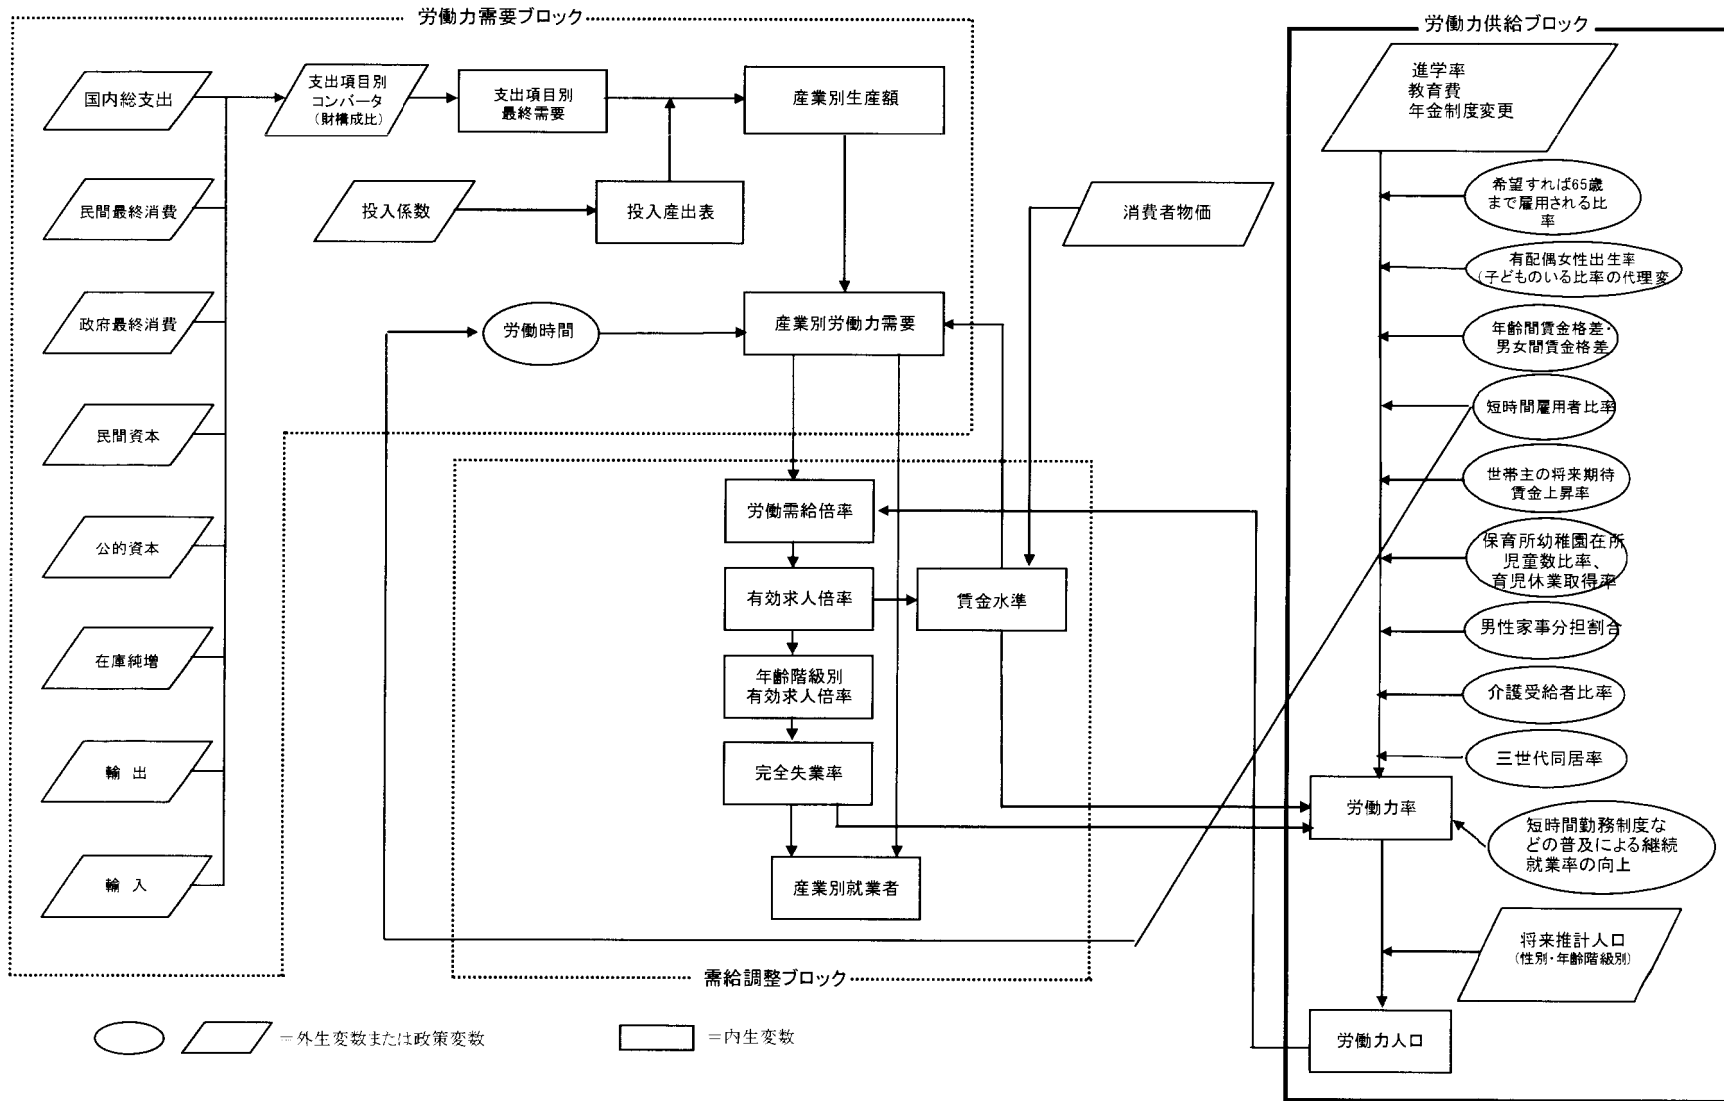 労働力需要ブロック
国内総支出
民間最終消費
政府最終消費
民間資本
公的資本
在庫純増
輸 出
輸 入
支出項目別
コンバータ
(財構成比)
支出項目別
最終需要
産業別生産額
投入係数
投入産出表
労働時間
産業別労働力需要
消費者物価
労働需給倍率
有効求人倍率
賃金水準
年齢階級別
有効求人倍率
完全失業率
産業別就業者
需給調整ブロック
労働力供給ブロック
進学率
教育費
年金制度変更
希望すれば65歳
まで雇用される比
率
有配偶女性出生率
(子どものいる比率の代理変
年齢間賃金格差・
男女間賃金格差
短時間雇用者比率
世帯主の将来期待
賃金上昇率
保育所幼稚園在所
児童数比率、
育児休業取得率
男性家事分担割合
介護受給者比率
三世代同居率
労働力率
短時間勤務制度な
どの普及による継続
就業率の向上
将来推計人口
(性別・年齢階級別)
労働力人口
=外生変数または政策変数
=内生変数